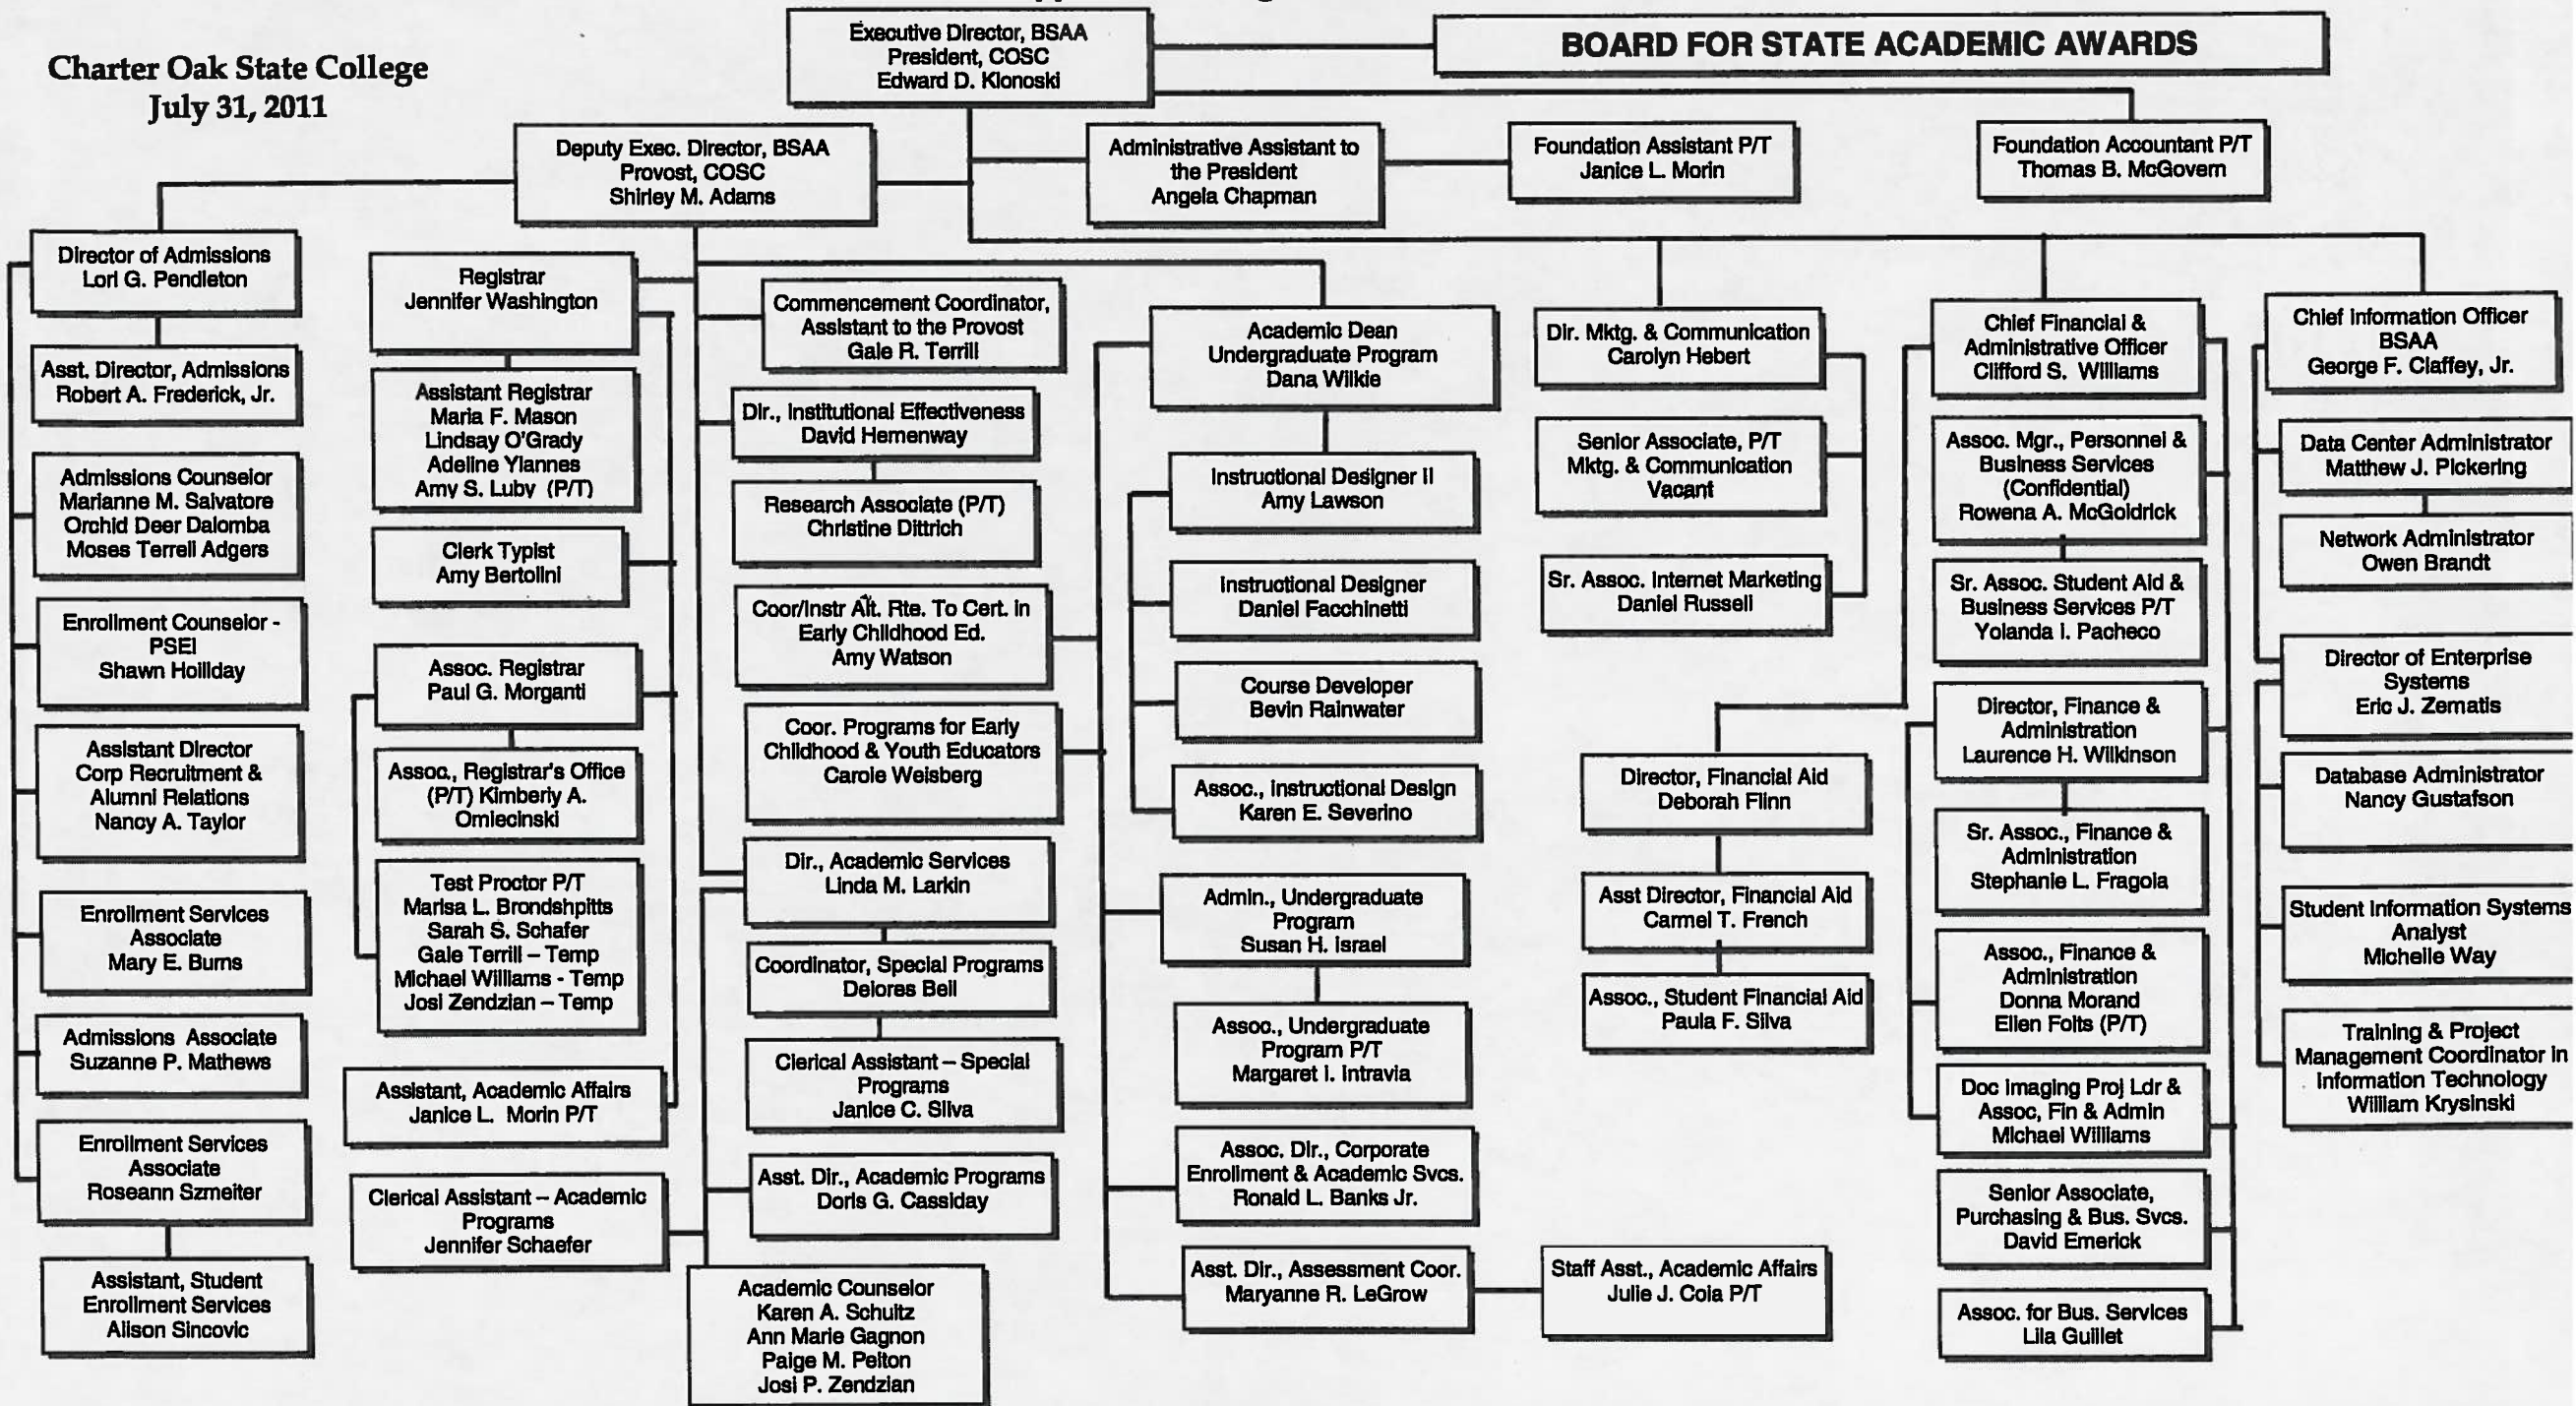 Charter Oak State College
July 31, 2011
Executive Director, BSAA
President, COSC
Edward D. Klonoski
BOARD FOR STATE ACADEMIC AWARDS
Deputy Exec. Director, BSAA
Provost, COSC
Shirley M. Adams
Administrative Assistant to
the President
Angela Chapman
Foundation Assistant P/T
Janice L. Morin
Foundation Accountant P/T
Thomas B. McGovern
Director of Admissions
Lori G. Pendleton
Asst. Director, Admissions
Robert A. Frederick, Jr.
Admissions Counselor
Marianne M. Salvatore
Orchid Deer Dalomba
Moses Terrell Adgers
Enrollment Counselor -
PSEI
Shawn Holliday
Assistant Director
Corp Recruitment &
Alumni Relations
Nancy A. Taylor
Enrollment Services
Associate
Mary E. Burns
Admissions Associate
Suzanne P. Mathews
Enrollment Services
Associate
Roseann Szmeiter
Assistant, Student
Enrollment Services
Alison Sincovic
Registrar
Jennifer Washington
Assistant Registrar
Maria F. Mason
Lindsay O'Grady
Adeline Yiannes
Amy S. Luby (P/T)
Clerk Typist
Amy Bertolini
Assoc. Registrar
Paul G. Morganti
Assoc., Registrar's Office
(P/T) Kimberly A.
Omiecinski
Test Proctor P/T
Marisa L. Brondshpitts
Sarah S. Schafer
Gale Terrill – Temp
Michael Williams - Temp
Josi Zendzian – Temp
Assistant, Academic Affairs
Janice L. Morin P/T
Clerical Assistant – Academic
Programs
Jennifer Schaefer
Commencement Coordinator,
Assistant to the Provost
Gale R. Terrill
Dir., Institutional Effectiveness
David Hemenway
Research Associate (P/T)
Christine Dittrich
Coor/Instr Alt. Rte. To Cert. in
Early Childhood Ed.
Amy Watson
Coor. Programs for Early
Childhood & Youth Educators
Carole Weisberg
Dir., Academic Services
Linda M. Larkin
Coordinator, Special Programs
Delores Bell
Clerical Assistant – Special
Programs
Janice C. Silva
Asst. Dir., Academic Programs
Doris G. Cassiday
Academic Counselor
Karen A. Schultz
Ann Marie Gagnon
Paige M. Pelton
Josi P. Zendzian
Academic Dean
Undergraduate Program
Dana Wilkie
Instructional Designer II
Amy Lawson
Instructional Designer
Daniel Facchinetti
Course Developer
Bevin Rainwater
Assoc., Instructional Design
Karen E. Severino
Admin., Undergraduate
Program
Susan H. Israel
Assoc., Undergraduate
Program P/T
Margaret I. Intravia
Assoc. Dir., Corporate
Enrollment & Academic Svcs.
Ronald L. Banks Jr.
Asst. Dir., Assessment Coor.
Maryanne R. LeGrow
Staff Asst., Academic Affairs
Julie J. Cola P/T
Dir. Mktg. & Communication
Carolyn Hebert
Senior Associate, P/T
Mktg. & Communication
Vacant
Sr. Assoc. Internet Marketing
Daniel Russell
Director, Financial Aid
Deborah Flinn
Asst Director, Financial Aid
Carmel T. French
Assoc., Student Financial Aid
Paula F. Silva
Chief Financial &
Administrative Officer
Clifford S. Williams
Assoc. Mgr., Personnel &
Business Services
(Confidential)
Rowena A. McGoldrick
Sr. Assoc. Student Aid &
Business Services P/T
Yolanda I. Pacheco
Director, Finance &
Administration
Laurence H. Wilkinson
Sr. Assoc., Finance &
Administration
Stephanie L. Fragola
Assoc., Finance &
Administration
Donna Morand
Ellen Folts (P/T)
Doc Imaging Proj Ldr &
Assoc, Fin & Admin
Michael Williams
Senior Associate,
Purchasing & Bus. Svcs.
David Emerick
Assoc. for Bus. Services
Lila Guillet
Chief Information Officer
BSAA
George F. Claffey, Jr.
Data Center Administrator
Matthew J. Pickering
Network Administrator
Owen Brandt
Director of Enterprise
Systems
Eric J. Zematis
Database Administrator
Nancy Gustafson
Student Information Systems
Analyst
Michelle Way
Training & Project
Management Coordinator in
Information Technology
William Krysinski